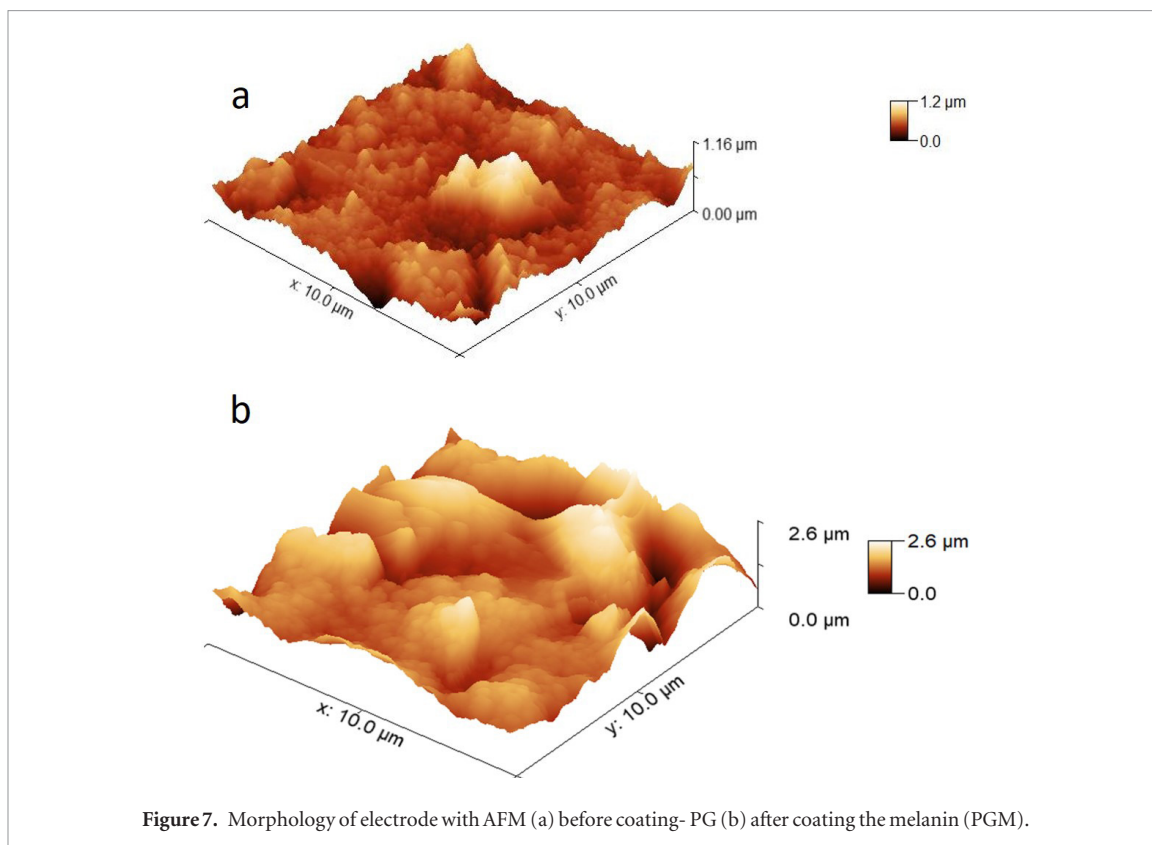 a
1.2 µm
0.0
1.16 µm
0.00 µm
x: 10.0 µm
y: 10.0 µm
b
2.6 µm
0.0 µm
2.6 µm
0.0
x: 10.0 µm
y: 10.0 µm
Figure 7. Morphology of electrode with AFM (a) before coating- PG (b) after coating the melanin (PGM).